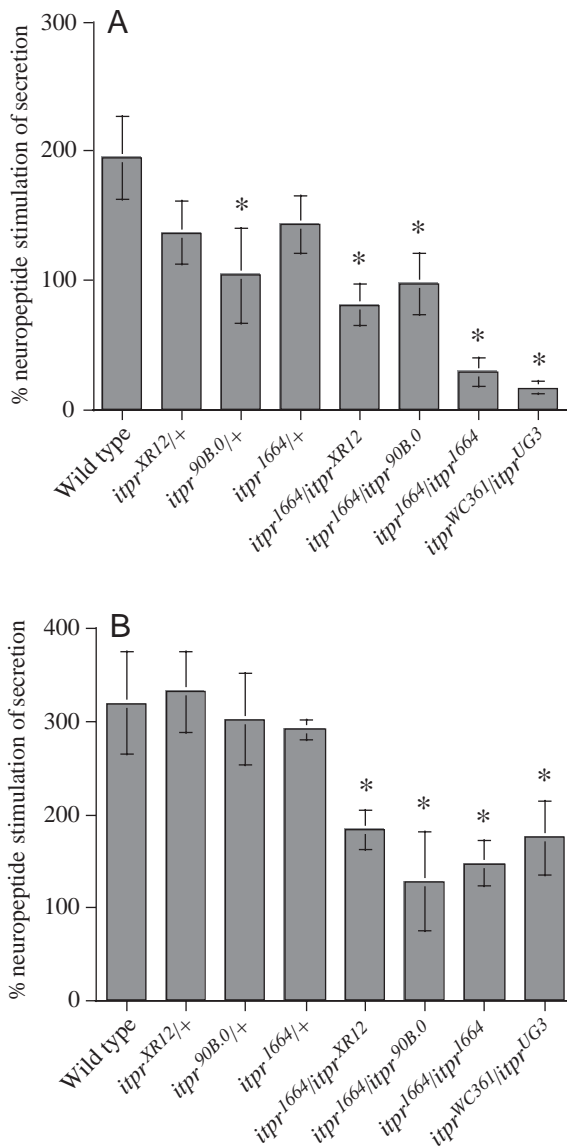 A
% neuropeptide stimulation of secretion
300
200
100
0
*
*
*
*
*
Wild type
itpr^XR12/+
itpr^90B.0/+
itpr^1664/+
itpr^1664/itpr^XR12
itpr^1664/itpr^90B.0
itpr^1664/itpr^1664
itpr^WC361/itpr^UG3
B
% neuropeptide stimulation of secretion
400
300
200
100
0
*
*
*
*
Wild type
itpr^XR12/+
itpr^90B.0/+
itpr^1664/+
itpr^1664/itpr^XR12
itpr^1664/itpr^90B.0
itpr^1664/itpr^1664
itpr^WC361/itpr^UG3